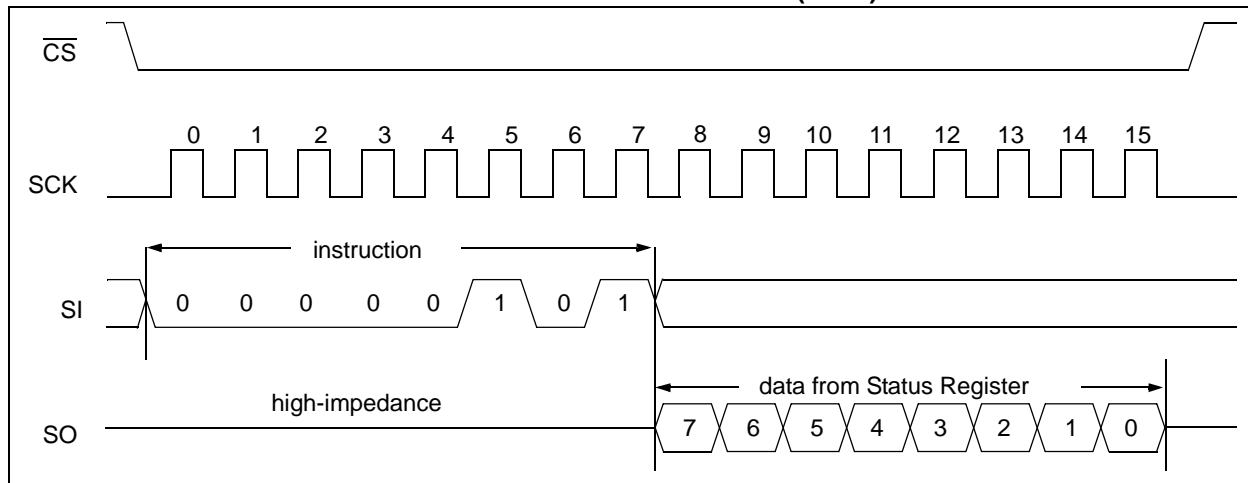 CS
0 1 2 3 4 5 6 7 8 9 10 11 12 13 14 15
SCK
instruction
SI 0 0 0 0 0 1 0 1
data from Status Register
high-impedance
SO 7 6 5 4 3 2 1 0